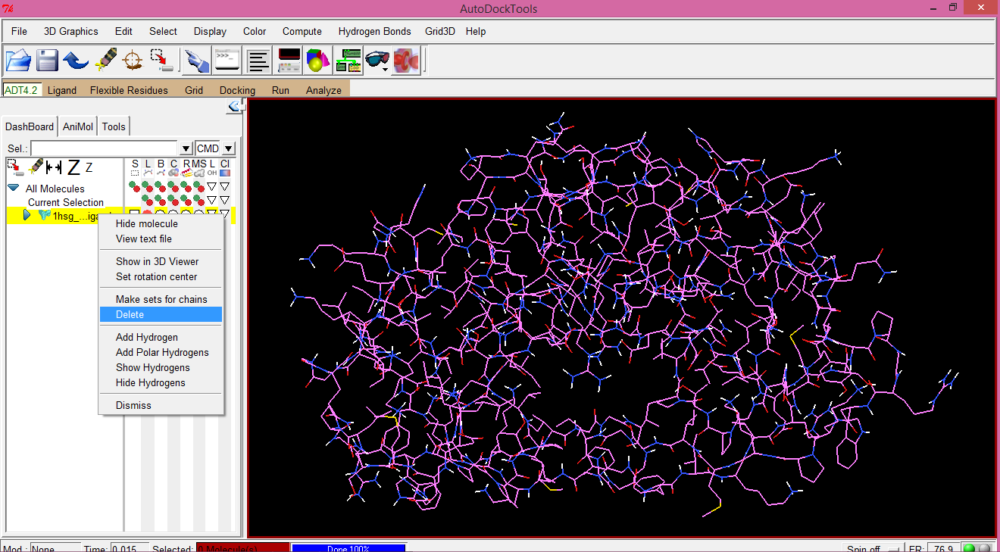 AutoDockTools
File 3D Graphics Edit Select Display Color Compute Hydrogen Bonds Grid3D Help
>>>_
ADT4.2 Ligand Flexible Residues Grid Docking Run Analyze
DashBoard AniMol Tools
Sel.: CMD
Z Z S L B C R MS L Cl
OH
All Molecules
Current Selection
1hsg_...
Hide molecule
View text file
Show in 3D Viewer
Set rotation center
Make sets for chains
Delete
Add Hydrogen
Add Polar Hydrogens
Show Hydrogens
Hide Hydrogens
Dismiss
Mod.: None Time: 0.015 Selected: 0 Molecule(s) Done 100% Spin off FR: 76.9